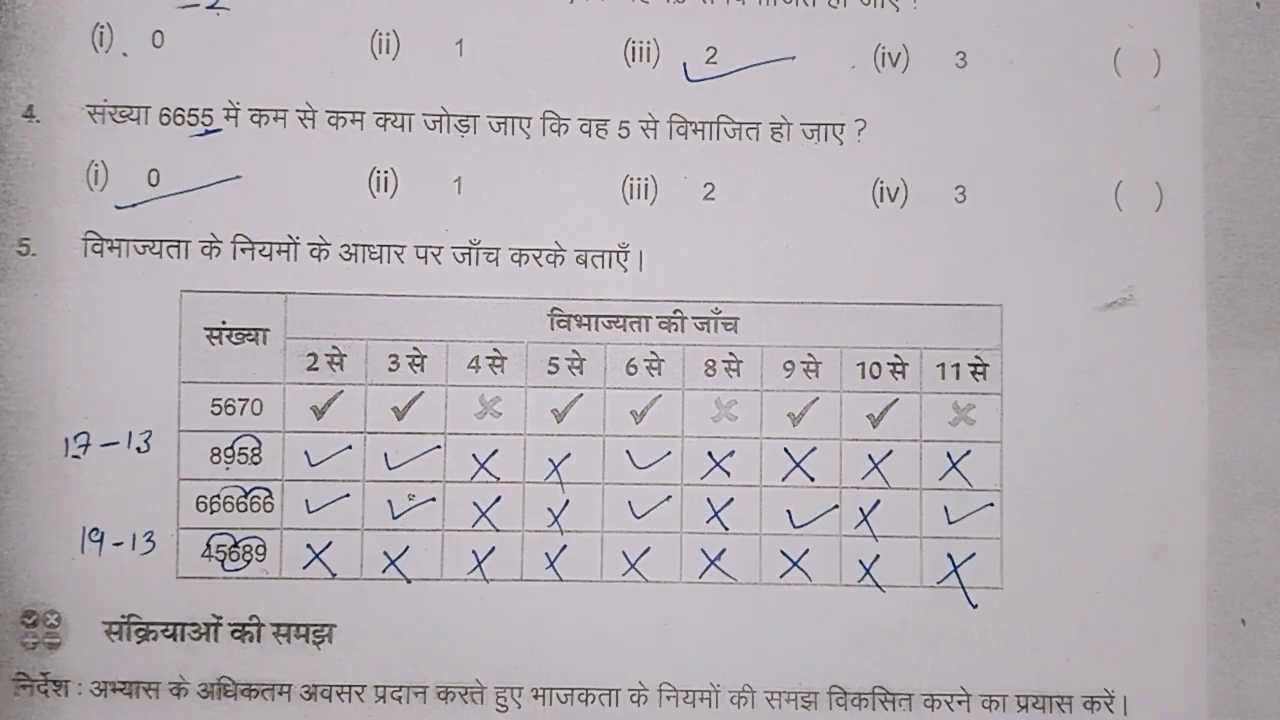 (i) 0 (ii) 1 (iii) 2 (iv) 3 ( )
4. संख्या 6655 में कम से कम क्या जोड़ा जाए कि वह 5 से विभाजित हो जाए ?
(i) 0 (ii) 1 (iii) 2 (iv) 3 ( )
5. विभाज्यता के नियमों के आधार पर जाँच करके बताएँ।
संख्या विभाज्यता की जाँच
2 से 3 से 4 से 5 से 6 से 8 से 9 से 10 से 11 से
5670 ✓ ✓ ✗ ✓ ✓ ✗ ✓ ✓ ✗
17-13 8958 ✓ ✓ ✗ ✗ ✓ ✗ ✗ ✗ ✗
666666 ✓ ✓ ✗ ✗ ✓ ✗ ✓ ✗ ✓
19-13 45689 ✗ ✗ ✗ ✗ ✗ ✗ ✗ ✗ ✗
संक्रियाओं की समझ
निर्देश : अभ्यास के अधिकतम अवसर प्रदान करते हुए भाजकता के नियमों की समझ विकसित करने का प्रयास करें।